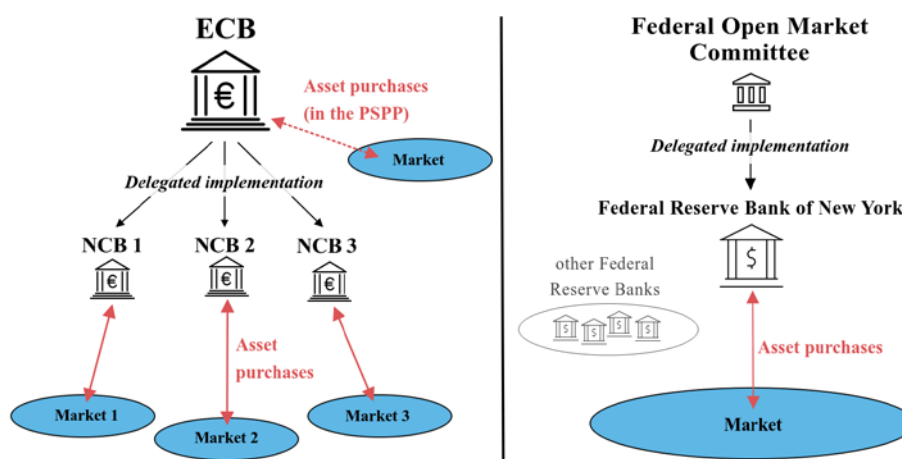 ECB
€
Asset purchases
(in the PSPP)
Market
Delegated implementation
NCB 1
NCB 2
NCB 3
€
€
€
Asset
purchases
Market 1
Market 2
Market 3
Federal Open Market
Committee
Delegated implementation
Federal Reserve Bank of New York
$
other Federal
Reserve Banks
$
$
$
$
Asset purchases
Market